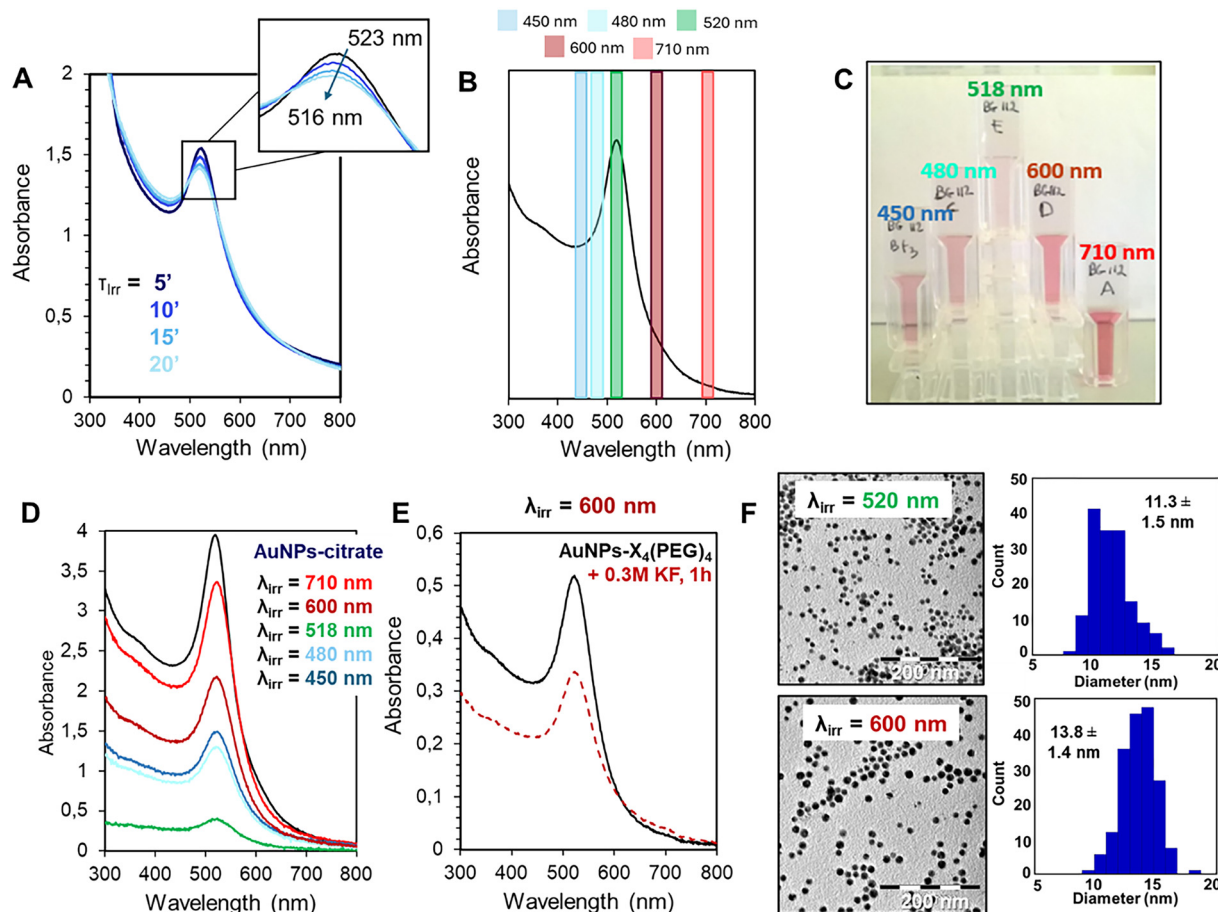 450 nm 480 nm 520 nm
600 nm 710 nm
A
523 nm
516 nm
2
1,5
1
0,5
0
Absorbance
τIrr = 5’
10’
15’
20’
300 400 500 600 700 800
Wavelength (nm)
B
Absorbance
300 400 500 600 700 800
Wavelength (nm)
C
518 nm
BG112
E
480 nm
BG112
600 nm
BG112
D
450 nm
BG112
Bt3
710 nm
BG112
A
D
AuNPs-citrate
λirr = 710 nm
λirr = 600 nm
λirr = 518 nm
λirr = 480 nm
λirr = 450 nm
4
3,5
3
2,5
2
1,5
1
0,5
0
Absorbance
300 400 500 600 700 800
Wavelength (nm)
E
λirr = 600 nm
AuNPs-X4(PEG)4
+ 0.3M KF, 1h
0,6
0,5
0,4
0,3
0,2
0,1
0
Absorbance
300 400 500 600 700 800
Wavelength (nm)
F
λirr = 520 nm
200 nm
11.3 ±
1.5 nm
50
40
30
20
10
0
Count
5 10 15 20
Diameter (nm)
λirr = 600 nm
200 nm
13.8 ±
1.4 nm
50
40
30
20
10
0
Count
5 10 15 20
Diameter (nm)